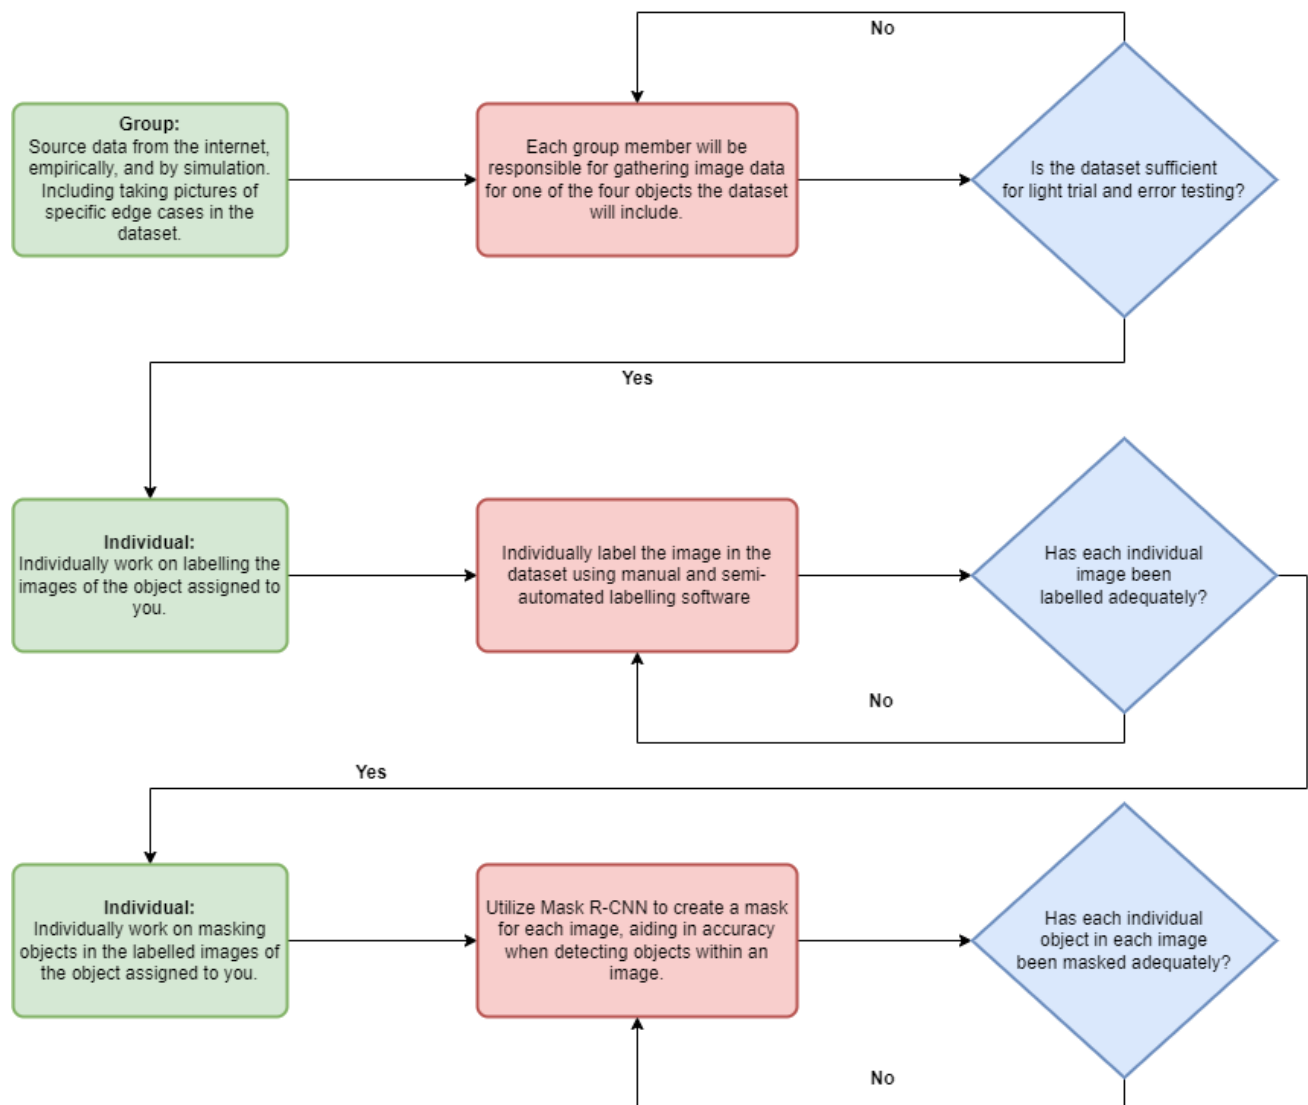 No
Group:
Source data from the internet,
empirically, and by simulation.
Including taking pictures of
specific edge cases in the
dataset.
Each group member will be
responsible for gathering image data
for one of the four objects the dataset
will include.
Is the dataset sufficient
for light trial and error testing?
Yes
Individual:
Individually work on labelling the
images of the object assigned to
you.
Individually label the image in the
dataset using manual and semi-
automated labelling software
Has each individual
image been
labelled adequately?
No
Yes
Individual:
Individually work on masking
objects in the labelled images of
the object assigned to you.
Utilize Mask R-CNN to create a mask
for each image, aiding in accuracy
when detecting objects within an
image.
Has each individual
object in each image
been masked adequately?
No